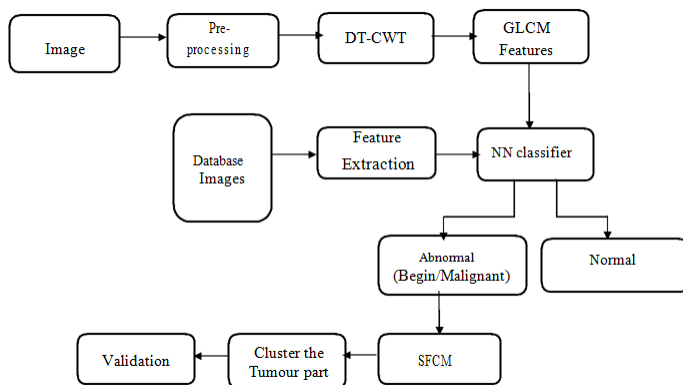 Image
Pre-
processing
DT-CWT
GLCM
Features
Database
Images
Feature
Extraction
NN classifier
Abnormal
(Begin/Malignant)
Normal
Validation
Cluster the
Tumour part
SFCM